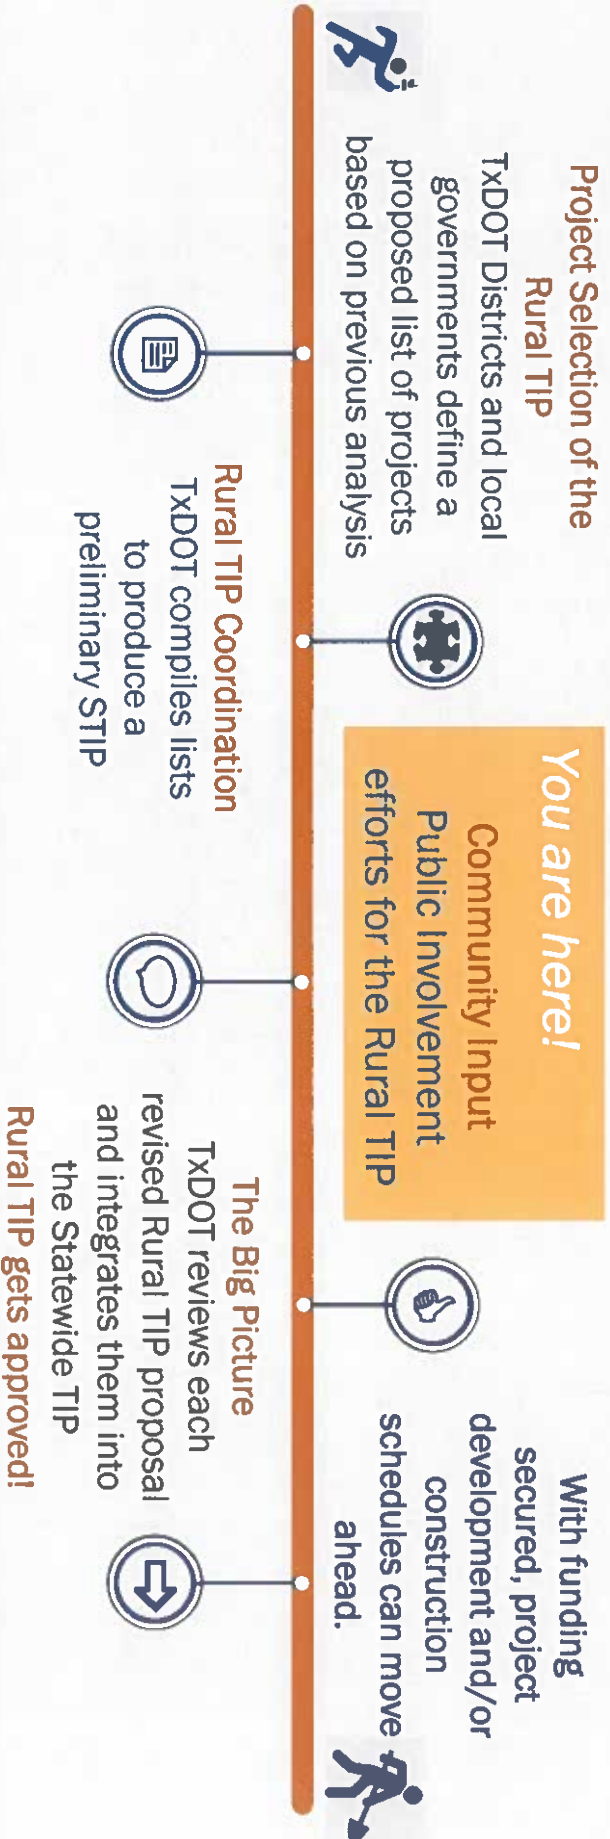 Project Selection of the
Rural TIP
TxDOT Districts and local
governments define a
proposed list of projects
based on previous analysis
Rural TIP Coordination
TxDOT compiles lists
to produce a
preliminary STIP
You are here!
Community Input
Public Involvement
efforts for the Rural TIP
The Big Picture
TxDOT reviews each
revised Rural TIP proposal
and integrates them into
the Statewide TIP
Rural TIP gets approved!
With funding
secured, project
development and/or
construction
schedules can move
ahead.